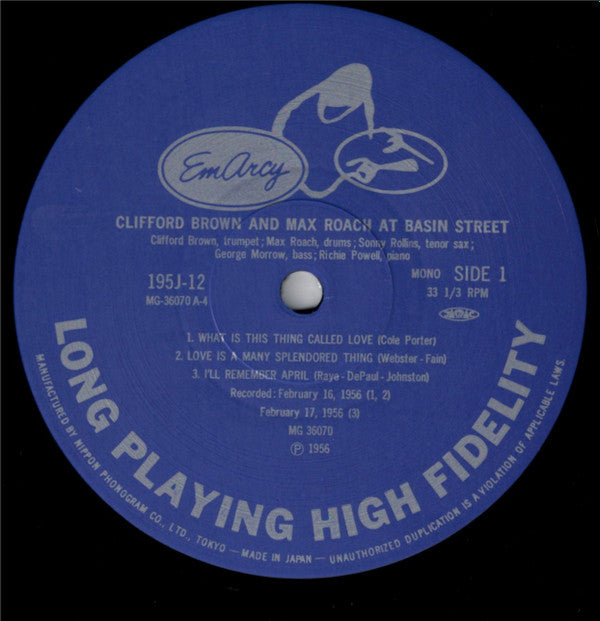 EmArcy
CLIFFORD BROWN AND MAX ROACH AT BASIN STREET
Clifford Brown, trumpet; Max Roach, drums; Sonny Rollins, tenor sax;
George Morrow, bass; Richie Powell, piano
195J-12
MG-36070 A-4
MONO SIDE 1
33 1/3 RPM
1. WHAT IS THIS THING CALLED LOVE (Cole Porter)
2. LOVE IS A MANY SPLENDORED THING (Webster - Fain)
3. I'LL REMEMBER APRIL (Raye - DePaul - Johnston)
Recorded: February 16, 1956 (1, 2)
February 17, 1956 (3)
MG 36070
Ⓟ 1956
LONG PLAYING HIGH FIDELITY
MANUFACTURED BY NIPPON PHONOGRAM CO., LTD., TOKYO — MADE IN JAPAN — UNAUTHORIZED DUPLICATION IS A VIOLATION OF APPLICABLE LAWS.